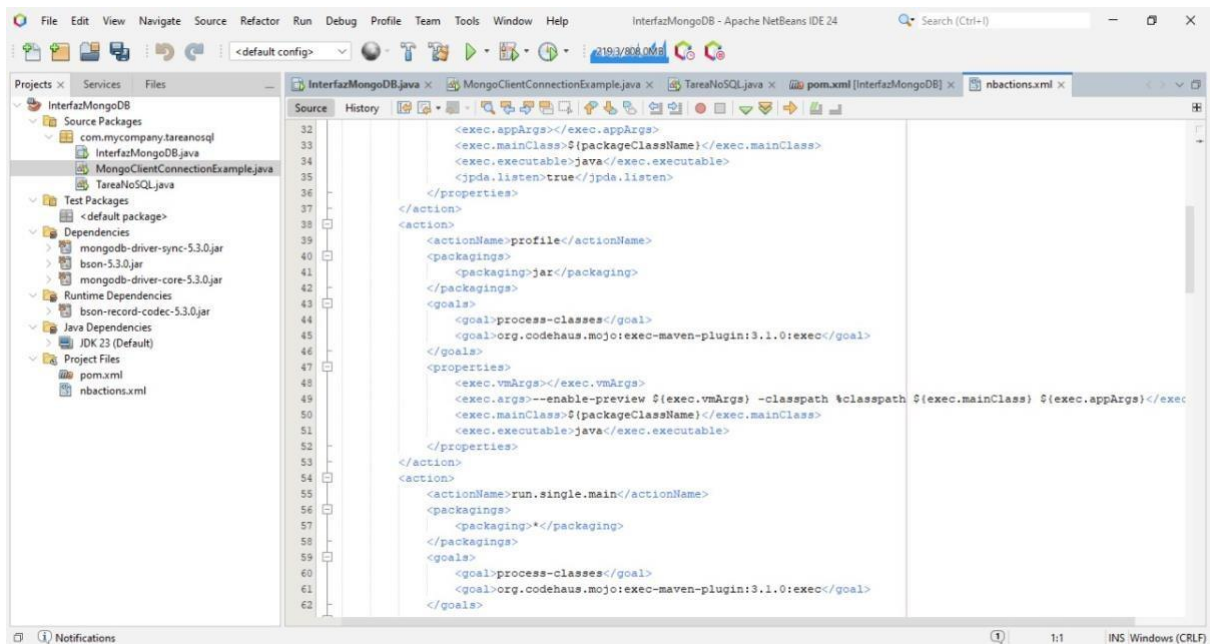 File Edit View Navigate Source Refactor Run Debug Profile Team Tools Window Help InterfazMongoDB - Apache NetBeans IDE 24 Search (Ctrl+I)
<default config> 219.3/808.0MB
Projects Services Files
InterfazMongoDB.java MongoClientConnectionExample.java TareaNoSQL.java pom.xml [InterfazMongoDB] nbactions.xml
Source History
InterfazMongoDB
Source Packages
com.mycompany.tareanosql
InterfazMongoDB.java
MongoClientConnectionExample.java
TareaNoSQL.java
Test Packages
<default package>
Dependencies
mongodb-driver-sync-5.3.0.jar
bson-5.3.0.jar
mongodb-driver-core-5.3.0.jar
Runtime Dependencies
bson-record-codec-5.3.0.jar
Java Dependencies
JDK 23 (Default)
Project Files
pom.xml
nbactions.xml
32 <exec.appArgs></exec.appArgs>
33 <exec.mainClass>${packageClassName}</exec.mainClass>
34 <exec.executable>java</exec.executable>
35 <jpda.listen>true</jpda.listen>
36 </properties>
37 </action>
38 <action>
39 <actionName>profile</actionName>
40 <packagings>
41 <packaging>jar</packaging>
42 </packagings>
43 <goals>
44 <goal>process-classes</goal>
45 <goal>org.codehaus.mojo:exec-maven-plugin:3.1.0:exec</goal>
46 </goals>
47 <properties>
48 <exec.vmArgs></exec.vmArgs>
49 <exec.args>--enable-preview ${exec.vmArgs} -classpath %classpath ${exec.mainClass} ${exec.appArgs}</exec
50 <exec.mainClass>${packageClassName}</exec.mainClass>
51 <exec.executable>java</exec.executable>
52 </properties>
53 </action>
54 <action>
55 <actionName>run.single.main</actionName>
56 <packagings>
57 <packaging>*</packaging>
58 </packagings>
59 <goals>
60 <goal>process-classes</goal>
61 <goal>org.codehaus.mojo:exec-maven-plugin:3.1.0:exec</goal>
62 </goals>
Notifications 1 1:1 INS Windows (CRLF)